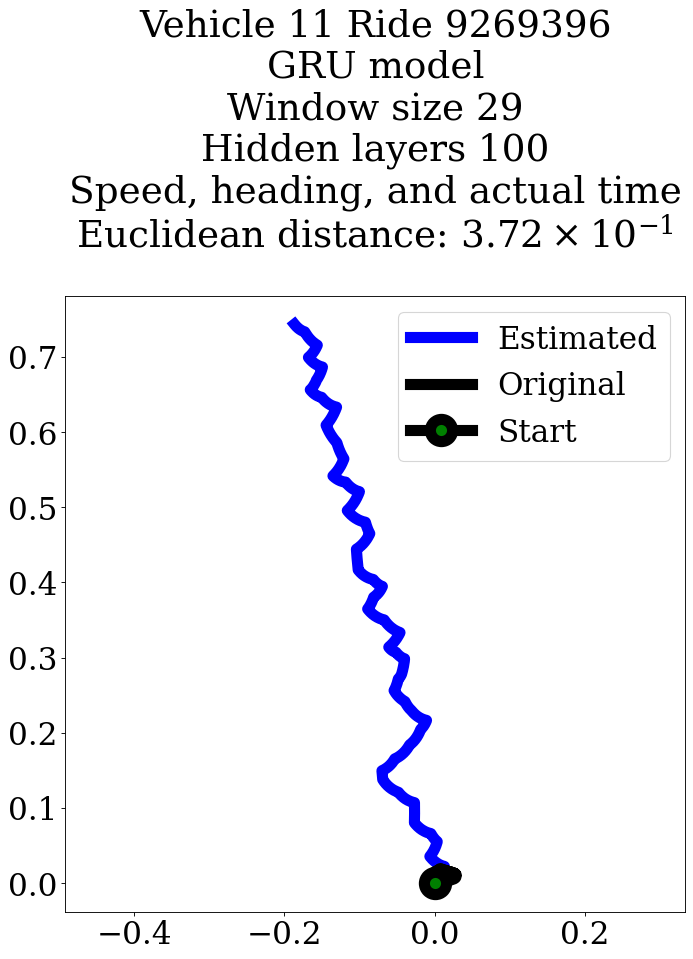 Vehicle 11 Ride 9269396
GRU model
Window size 29
Hidden layers 100
Speed, heading, and actual time
Euclidean distance: 3.72 × 10⁻¹
Estimated
Original
Start
0.7
0.6
0.5
0.4
0.3
0.2
0.1
0.0
−0.4 −0.2 0.0 0.2